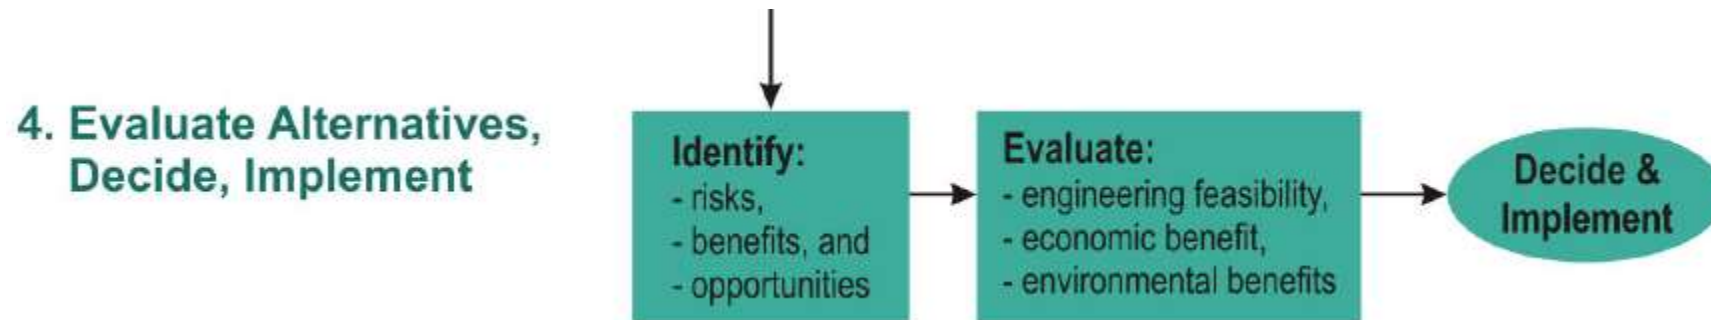 4. Evaluate Alternatives,
Decide, Implement
Identify:
- risks,
- benefits, and
- opportunities
Evaluate:
- engineering feasibility,
- economic benefit,
- environmental benefits
Decide &
Implement